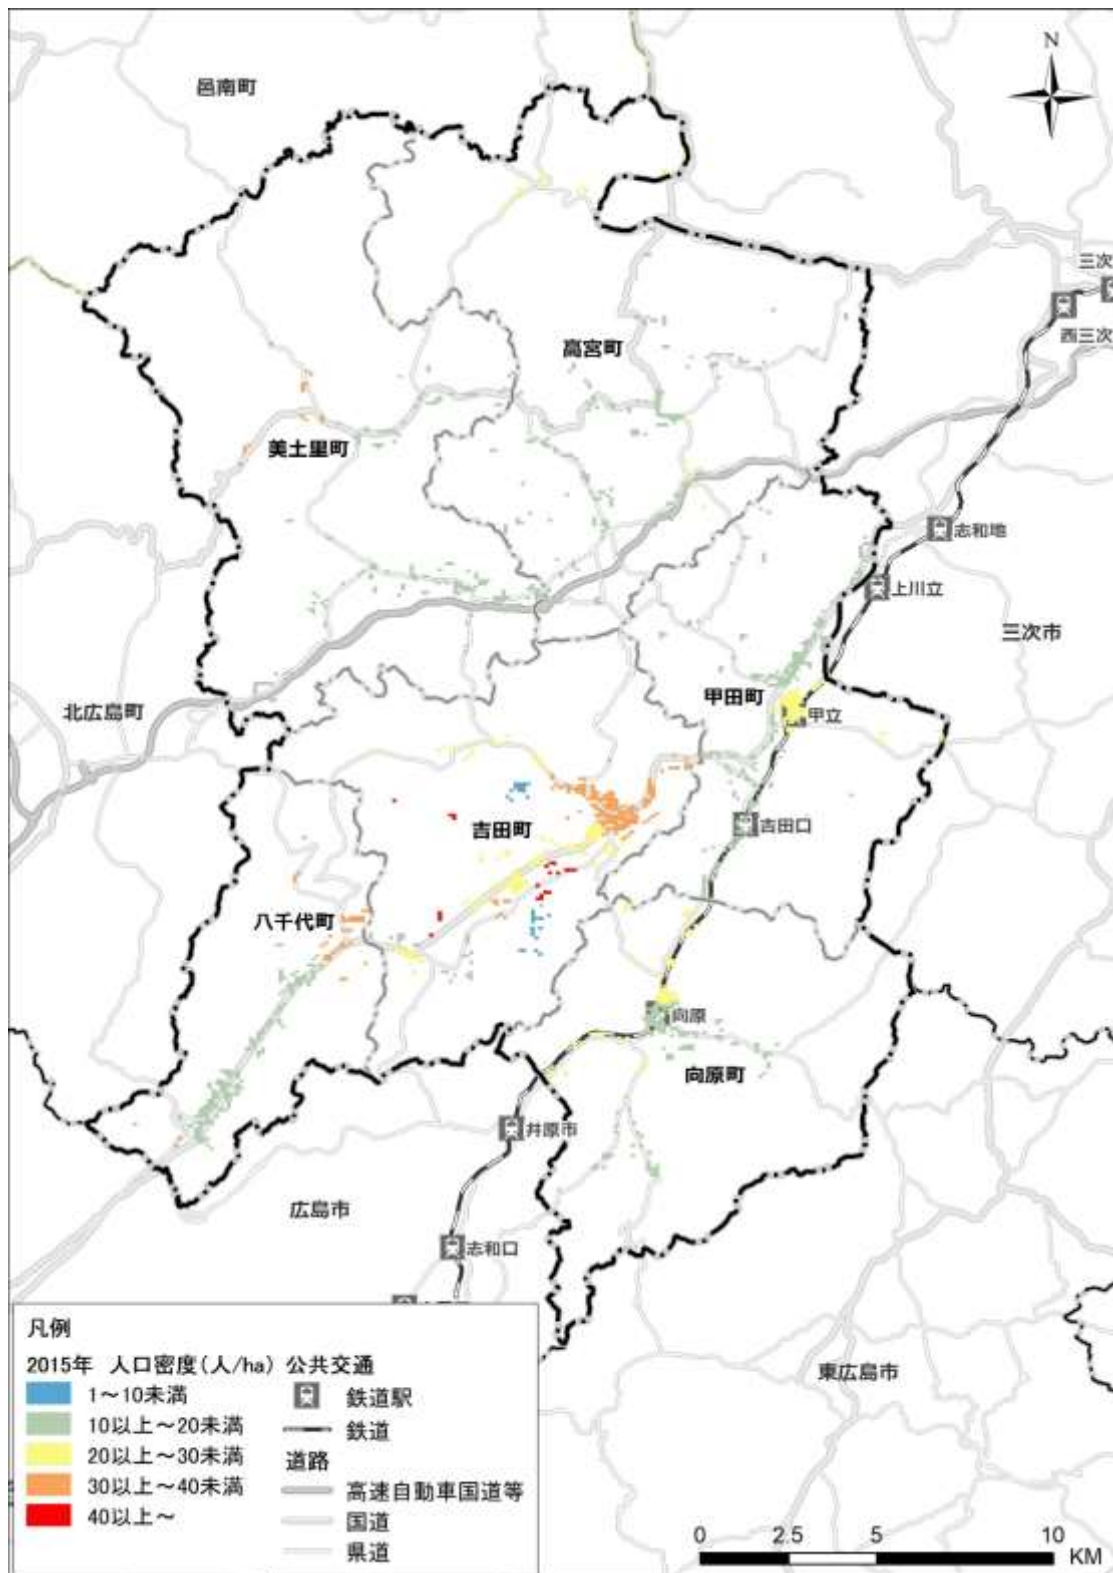 N
邑南町
三次
西三次
高宮町
美土里町
志和地
上川立
三次市
甲田町
北広島町
甲立
吉田町
吉田口
八千代町
向原
向原町
井原市
広島市
志和口
東広島市
凡例
2015年 人口密度(人/ha) 公共交通
1~10未満
10以上~20未満
20以上~30未満
30以上~40未満
40以上~
鉄道駅
鉄道
道路
高速自動車国道等
国道
県道
0 2.5 5 10
KM